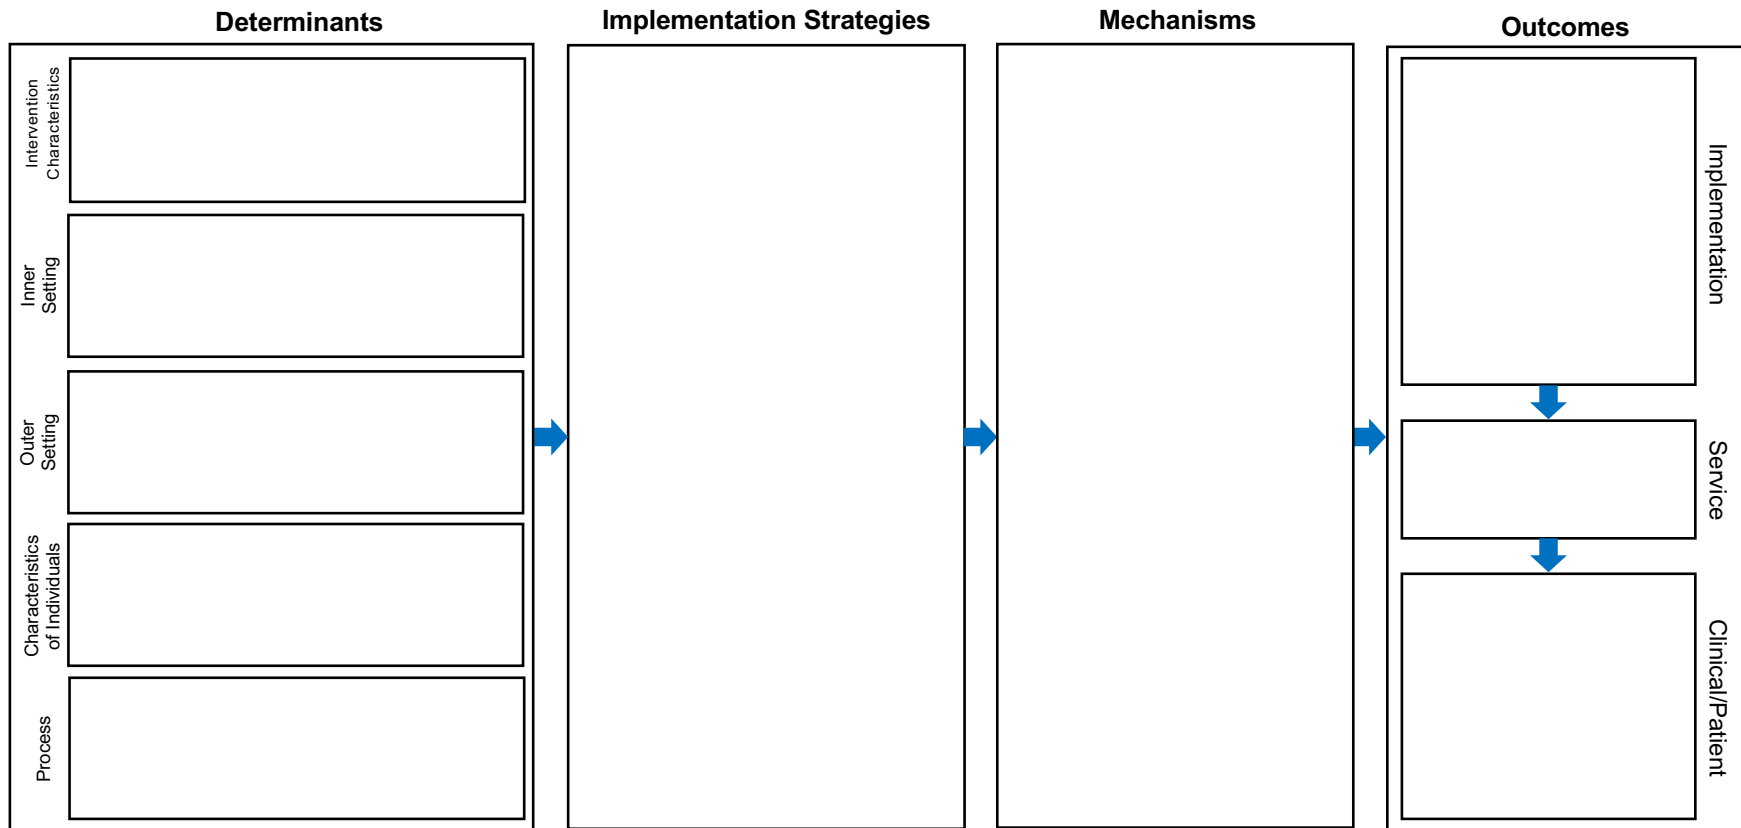 Determinants
Implementation Strategies
Mechanisms
Outcomes
Intervention
Characteristics
Inner
Setting
Outer
Setting
Characteristics
of Individuals
Process
Implementation
Service
Clinical/Patient